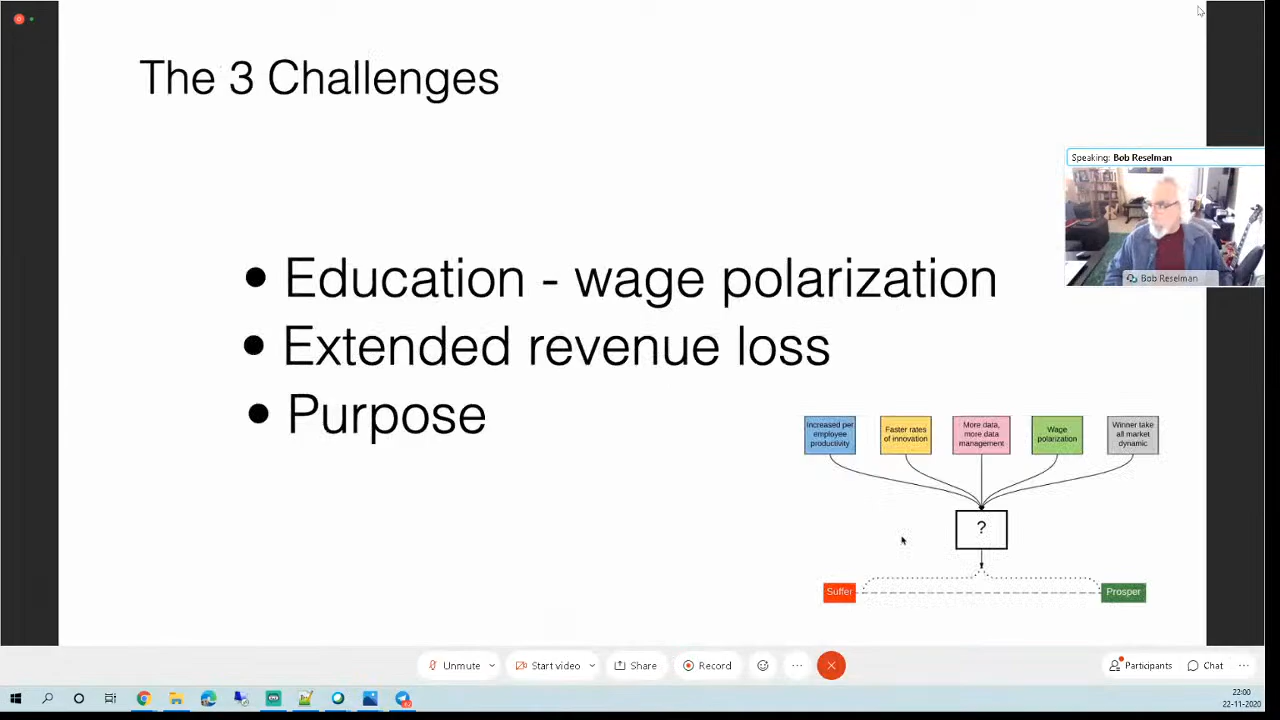 The 3 Challenges
Speaking: Bob Reselman
Bob Reselman
• Education - wage polarization
• Extended revenue loss
• Purpose
Increased per
employee
productivity
Faster rates
of innovation
More data,
more data
management
Wage
polarization
Winner take
all market
dynamic
?
Suffer
Prosper
Unmute
Start video
Share
Record
Participants
Chat
22:00
22-11-2020